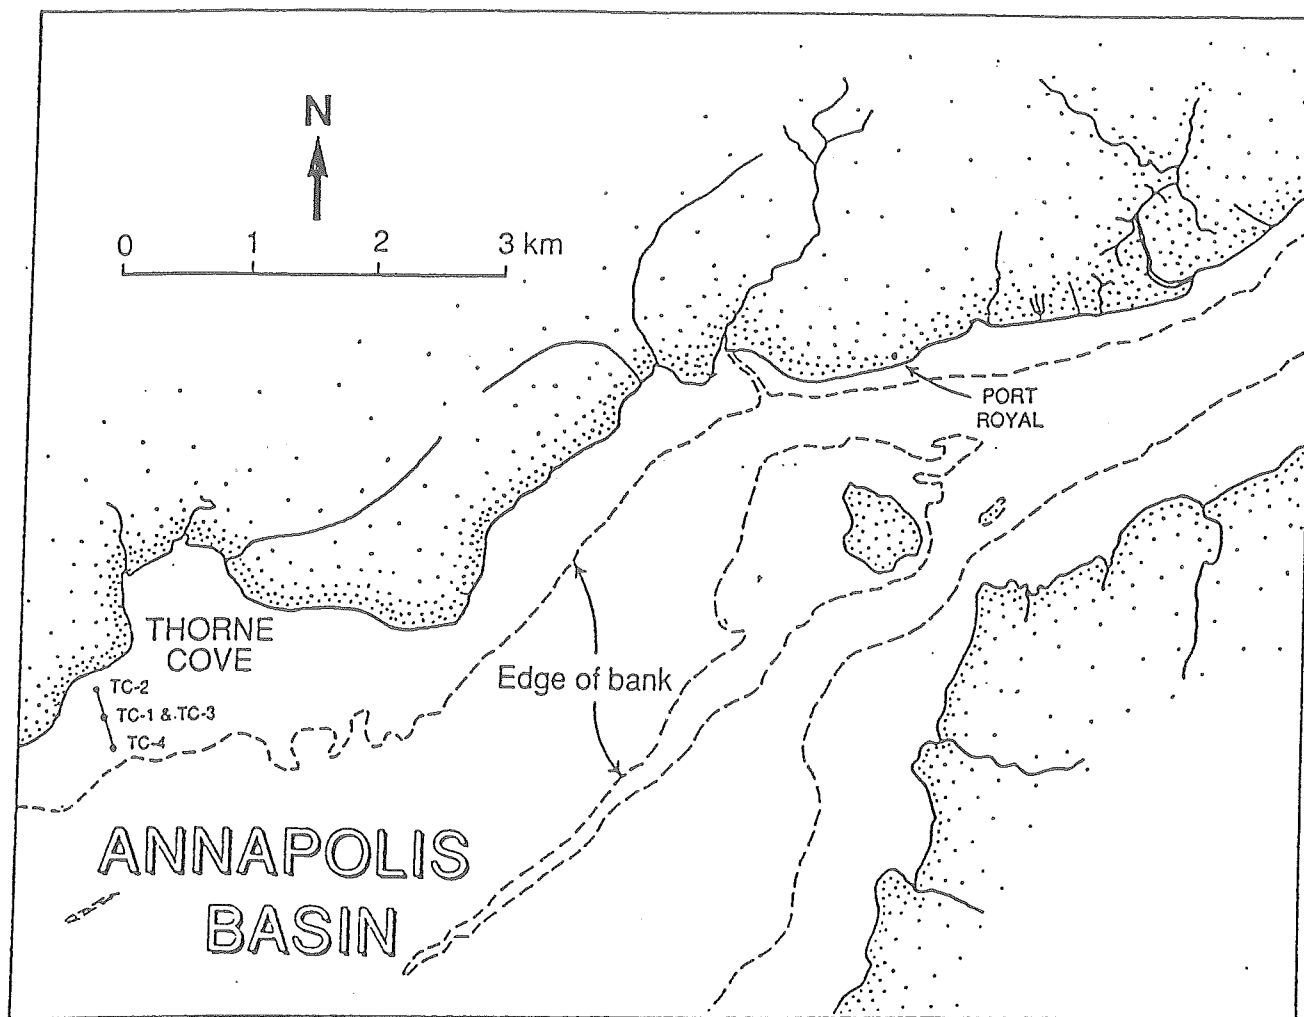 N
0 1 2 3 km
PORT
ROYAL
THORNE
COVE
TC-2
TC-1 & TC-3
TC-4
Edge of bank
ANNAPOLIS
BASIN